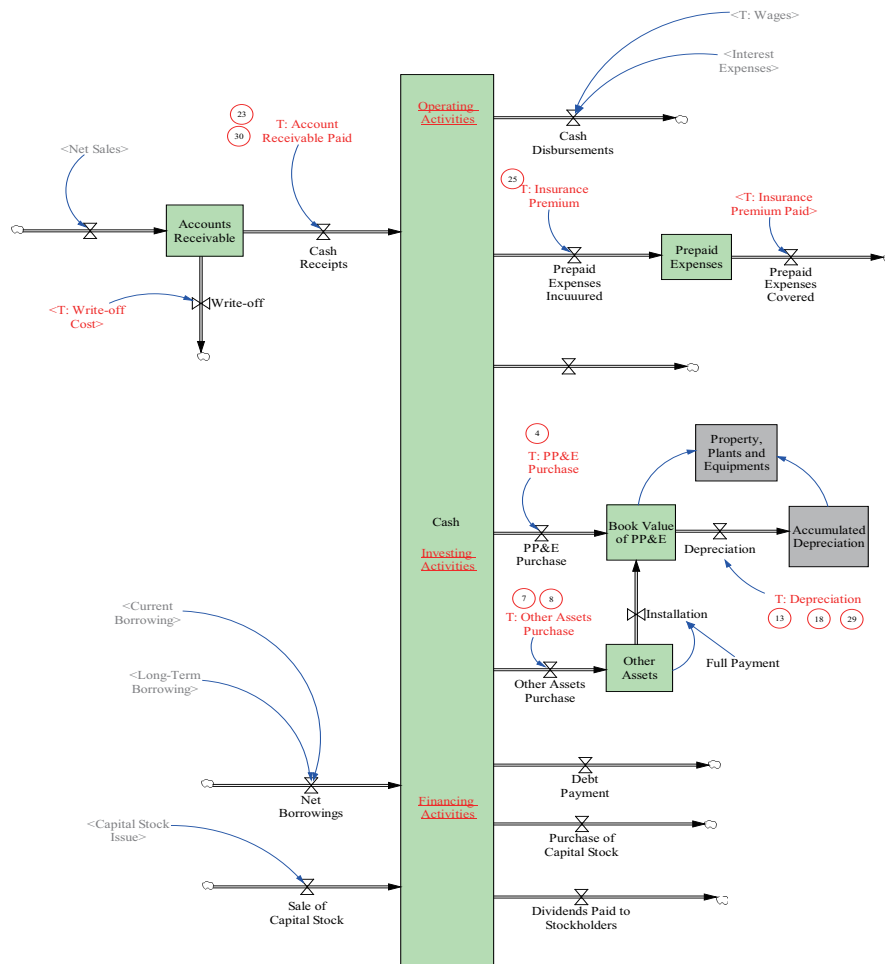 <T: Wages>
<Interest
Expenses>
Operating
Activities
23
30
T: Account
Receivable Paid
<Net Sales>
Cash
Disbursements
25
T: Insurance
Premium
<T: Insurance
Premium Paid>
Accounts
Receivable
Cash
Receipts
Prepaid
Expenses
Incuuured
Prepaid
Expenses
Prepaid
Expenses
Covered
<T: Write-off
Cost>
Write-off
4
T: PP&E
Purchase
Property,
Plants and
Equipments
Cash
Investing
Activities
PP&E
Purchase
Book Value
of PP&E
Depreciation
Accumulated
Depreciation
7
8
T: Other Assets
Purchase
Installation
T: Depreciation
13
18
29
<Current
Borrowing>
<Long-Term
Borrowing>
Other Assets
Purchase
Other
Assets
Full Payment
Net
Borrowings
Financing
Activities
Debt
Payment
<Capital Stock
Issue>
Purchase of
Capital Stock
Sale of
Capital Stock
Dividends Paid to
Stockholders